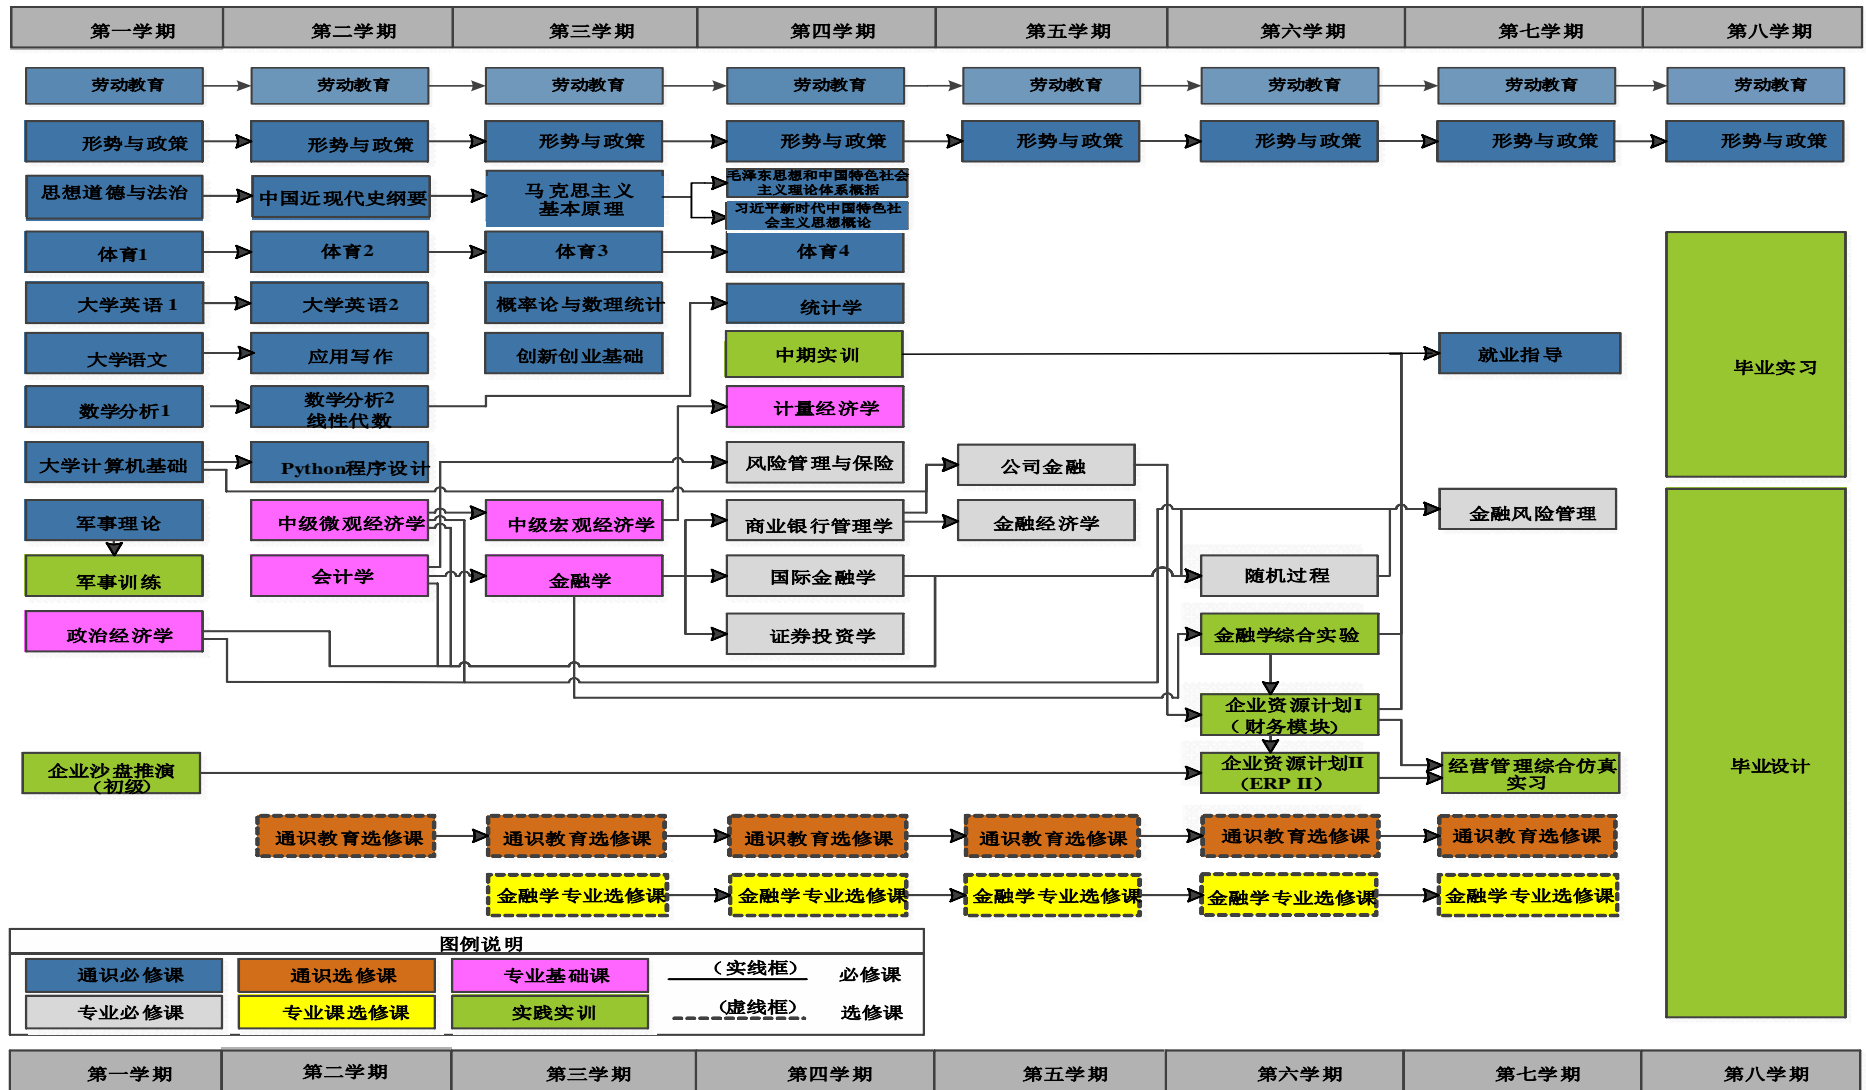 第一学期 第二学期 第三学期 第四学期 第五学期 第六学期 第七学期 第八学期
劳动教育 劳动教育 劳动教育 劳动教育 劳动教育 劳动教育 劳动教育 劳动教育
形势与政策 形势与政策 形势与政策 形势与政策 形势与政策 形势与政策 形势与政策 形势与政策
思想道德与法治
中国近现代史纲要
马克思主义
基本原理
毛泽东思想和中国特色社会
主义理论体系概括
习近平新时代中国特色社
会主义思想概论
体育1 体育2 体育3 体育4
大学英语1 大学英语2 概率论与数理统计 统计学
大学语文 应用写作 创新创业基础 中期实训 就业指导
毕业实习
数学分析1
数学分析2
线性代数
计量经济学
大学计算机基础 Python程序设计 风险管理与保险 公司金融
军事理论 中级微观经济学 中级宏观经济学 商业银行管理学 金融经济学 金融风险管理
军事训练 会计学 金融学 国际金融学 随机过程
政治经济学 证券投资学 金融学综合实验
企业资源计划I
（财务模块）
企业沙盘推演
（初级）
企业资源计划II
（ERP II）
经营管理综合仿真
实习
毕业设计
通识教育选修课 通识教育选修课 通识教育选修课 通识教育选修课 通识教育选修课 通识教育选修课
金融学专业选修课 金融学专业选修课 金融学专业选修课 金融学专业选修课 金融学专业选修课
图例说明
通识必修课 通识选修课 专业基础课 （实线框） 必修课
专业必修课 专业课选修课 实践实训 （虚线框） 选修课
第一学期 第二学期 第三学期 第四学期 第五学期 第六学期 第七学期 第八学期